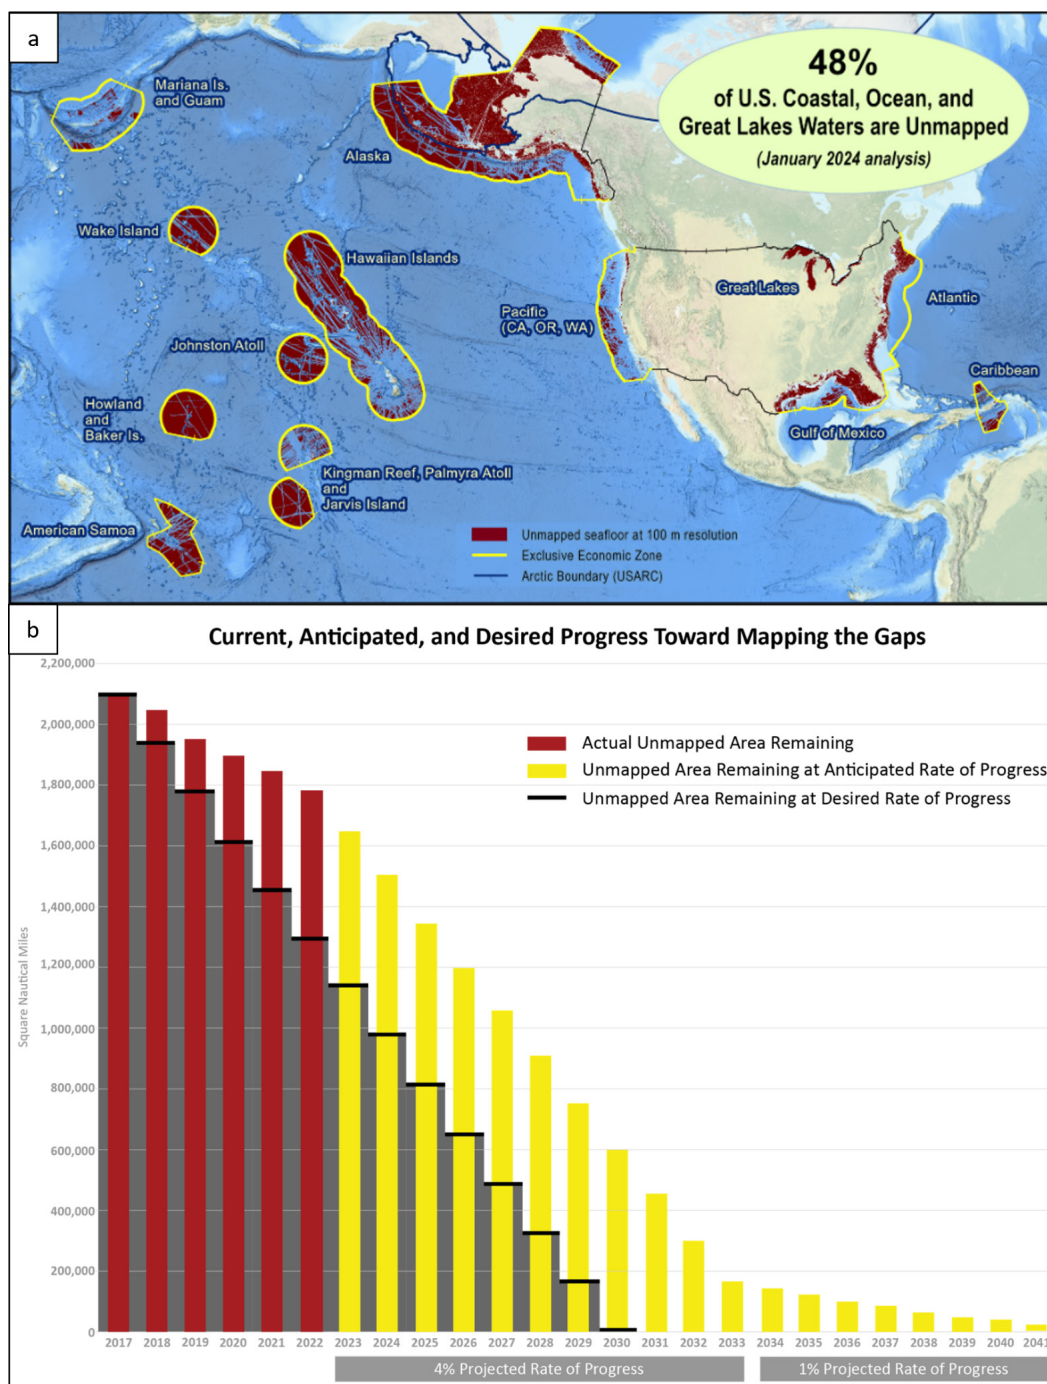 a
48%
of U.S. Coastal, Ocean, and
Great Lakes Waters are Unmapped
(January 2024 analysis)
Mariana Is.
and Guam
Alaska
Wake Island
Hawaiian Islands
Great Lakes
Atlantic
Pacific
(CA, OR, WA)
Johnston Atoll
Caribbean
Howland
and
Baker Is.
Gulf of Mexico
Kingman Reef, Palmyra Atoll
and
Jarvis Island
American Samoa
Unmapped seafloor at 100 m resolution
Exclusive Economic Zone
Arctic Boundary (USARC)
b
Current, Anticipated, and Desired Progress Toward Mapping the Gaps
2,200,000
2,000,000
1,800,000
1,600,000
1,400,000
1,200,000
1,000,000
800,000
600,000
400,000
200,000
0
Square Nautical Miles
Actual Unmapped Area Remaining
Unmapped Area Remaining at Anticipated Rate of Progress
Unmapped Area Remaining at Desired Rate of Progress
2017 2018 2019 2020 2021 2022 2023 2024 2025 2026 2027 2028 2029 2030 2031 2032 2033 2034 2035 2036 2037 2038 2039 2040 2041
4% Projected Rate of Progress
1% Projected Rate of Progress